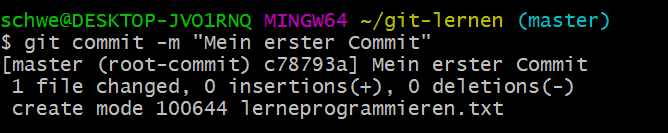 schwe@DESKTOP-JVO1RNQ MINGW64 ~/git-lernen (master)
$ git commit -m "Mein erster Commit"
[master (root-commit) c78793a] Mein erster Commit
 1 file changed, 0 insertions(+), 0 deletions(-)
 create mode 100644 lerneprogrammieren.txt